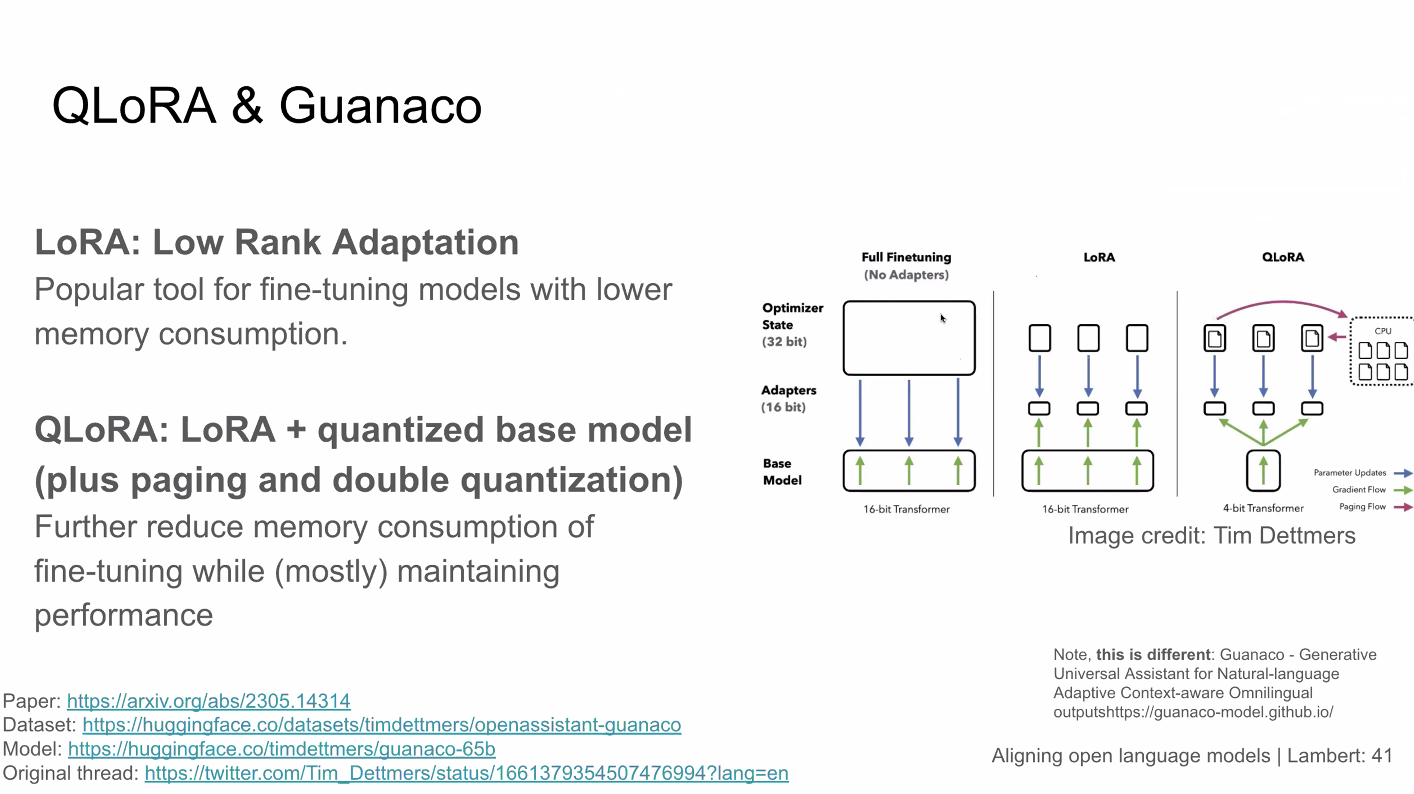 QLoRA & Guanaco
LoRA: Low Rank Adaptation
Popular tool for fine-tuning models with lower
memory consumption.
QLoRA: LoRA + quantized base model
(plus paging and double quantization)
Further reduce memory consumption of
fine-tuning while (mostly) maintaining
performance
Paper: https://arxiv.org/abs/2305.14314
Dataset: https://huggingface.co/datasets/timdettmers/openassistant-guanaco
Model: https://huggingface.co/timdettmers/guanaco-65b
Original thread: https://twitter.com/Tim_Dettmers/status/1661379354507476994?lang=en
Full Finetuning
(No Adapters)
LoRA
QLoRA
Optimizer
State
(32 bit)
CPU
Adapters
(16 bit)
Base
Model
Parameter Updates
Gradient Flow
Paging Flow
16-bit Transformer
16-bit Transformer
4-bit Transformer
Image credit: Tim Dettmers
Note, this is different: Guanaco - Generative
Universal Assistant for Natural-language
Adaptive Context-aware Omnilingual
outputshttps://guanaco-model.github.io/
Aligning open language models | Lambert: 41